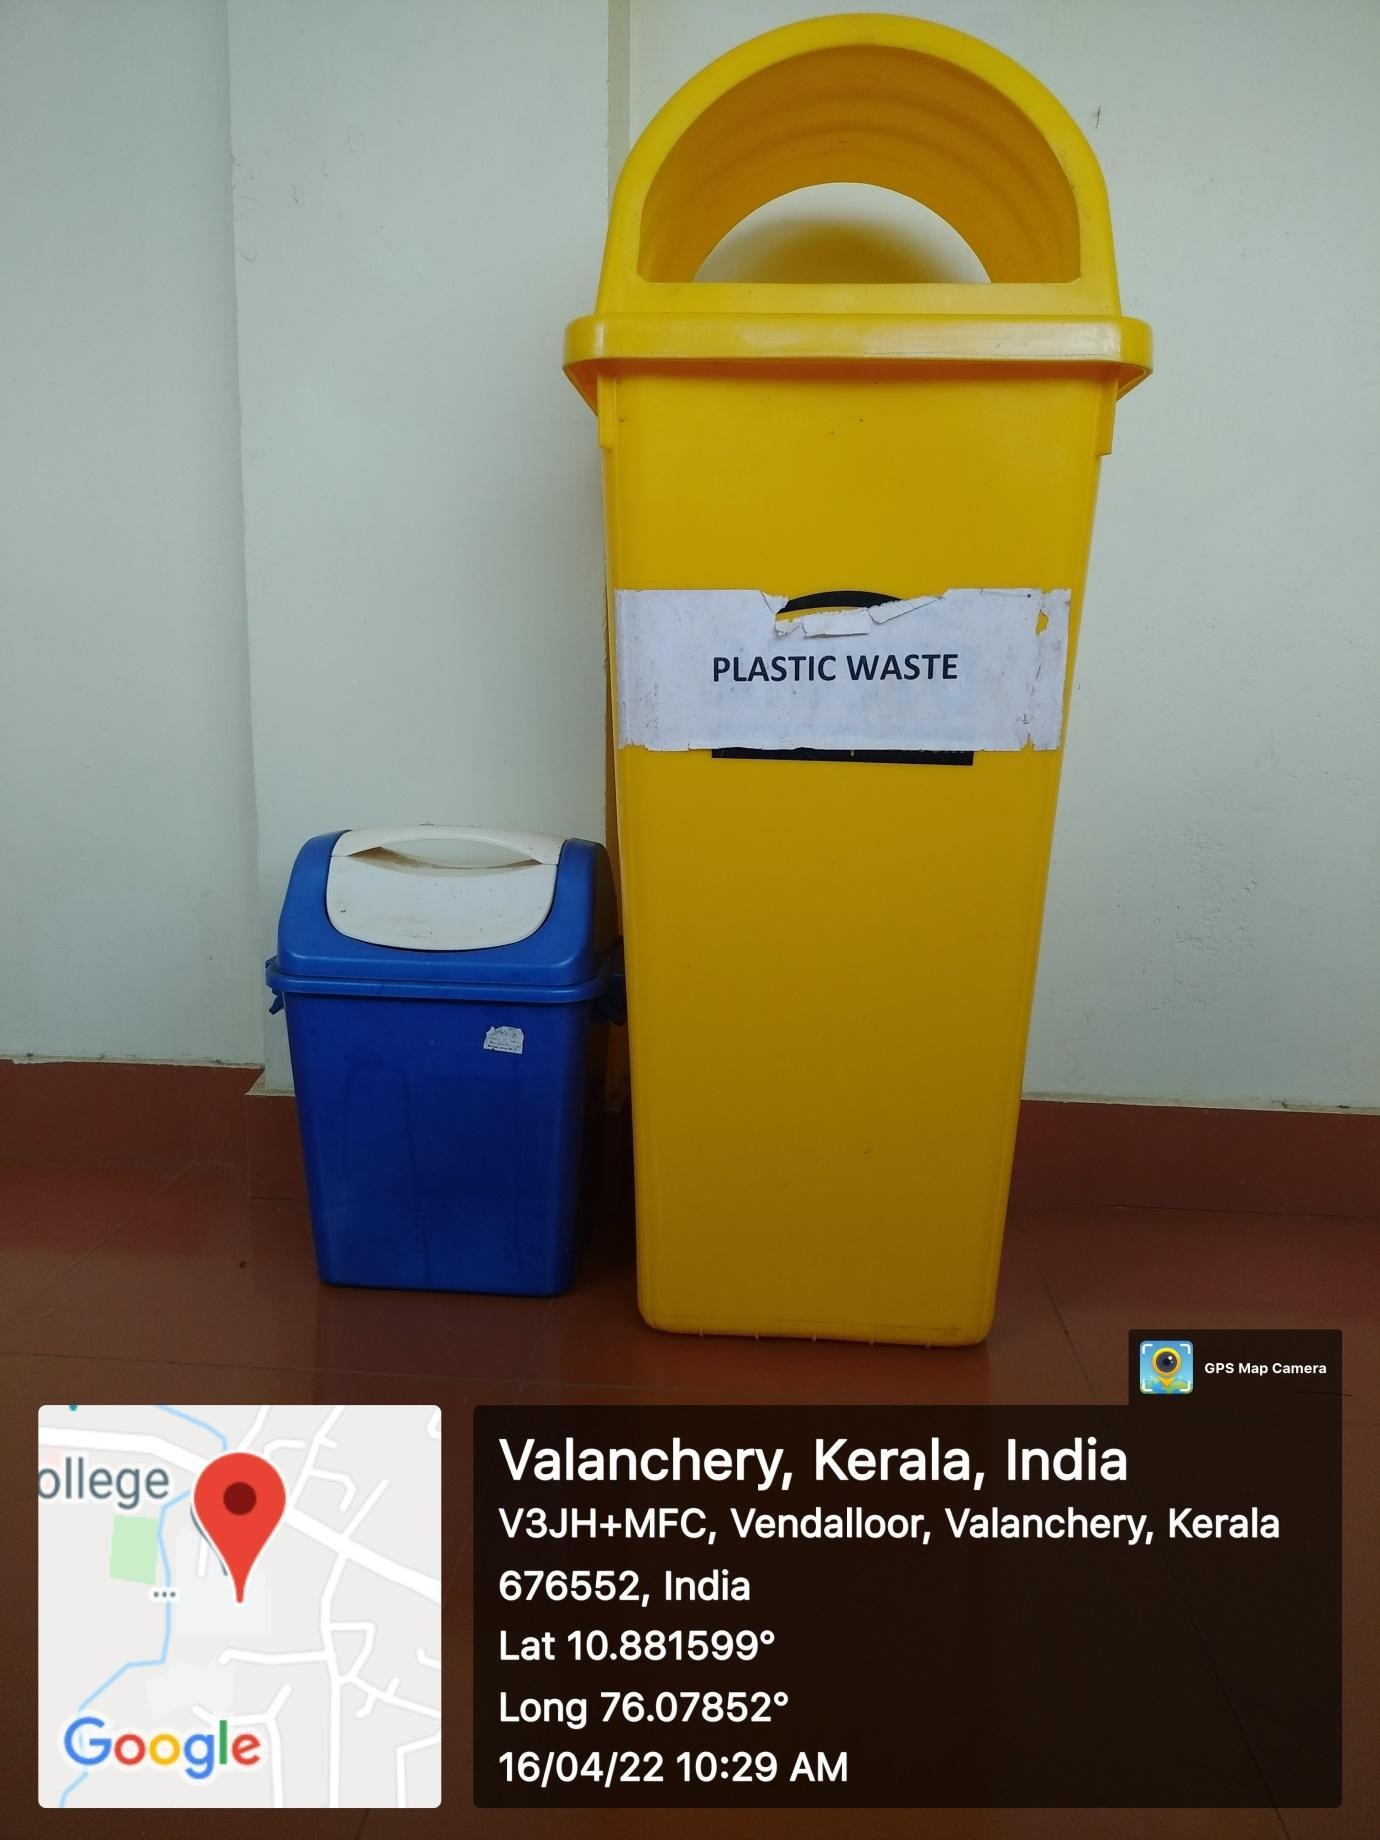 PLASTIC WASTE
GPS Map Camera
ollege
...
Google
Valanchery, Kerala, India
V3JH+MFC, Vendalloor, Valanchery, Kerala
676552, India
Lat 10.881599°
Long 76.07852°
16/04/22 10:29 AM